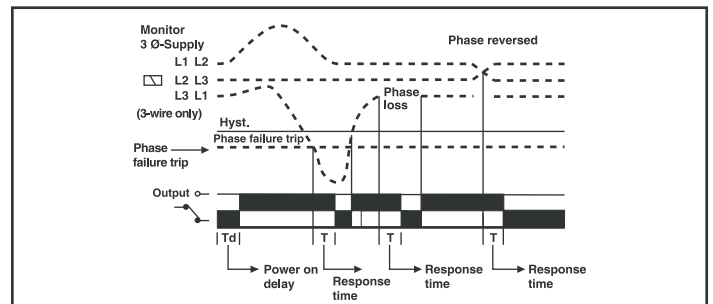 Monitor
3 Ø-Supply
Phase reversed
L1 L2
L2 L3
L3 L1
Phase
loss
(3-wire only)
Hyst.
Phase failure trip
Phase
failure trip
Output
Td
T
T
T
Power on
delay
Response
time
Response
time
Response
time